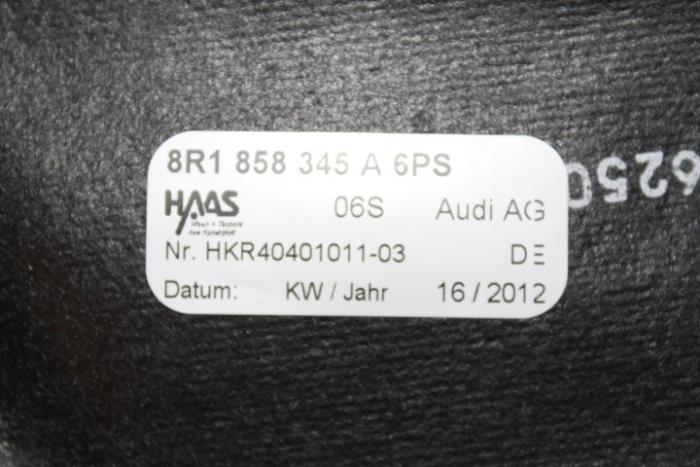 8R1 858 345 A 6PS
HAAS 06S Audi AG
Nr. HKR40401011-03 DE
Datum: KW / Jahr 16 / 2012
6250